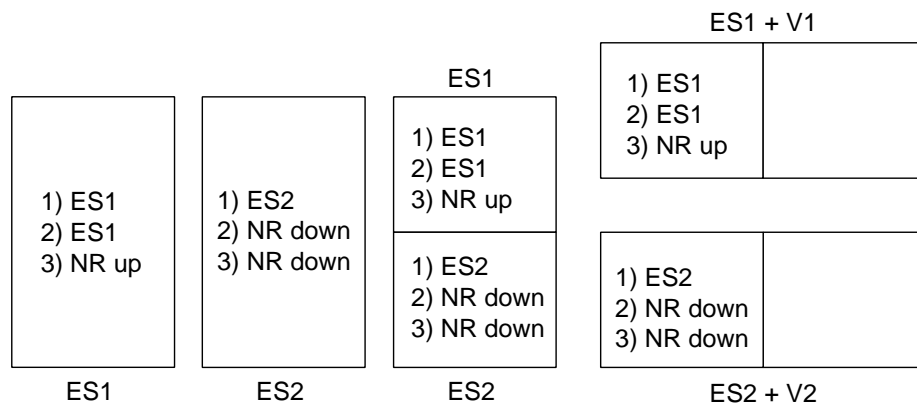 1) ES1
2) ES1
3) NR up
ES1
1) ES2
2) NR down
3) NR down
ES2
ES1
1) ES1
2) ES1
3) NR up
1) ES2
2) NR down
3) NR down
ES2
ES1 + V1
1) ES1
2) ES1
3) NR up
1) ES2
2) NR down
3) NR down
ES2 + V2